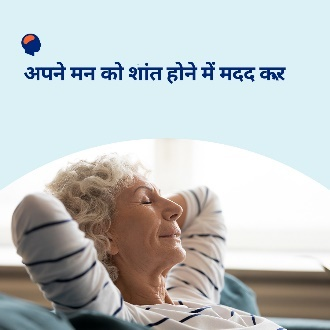 अपने मन को शांत होने में मदद कर